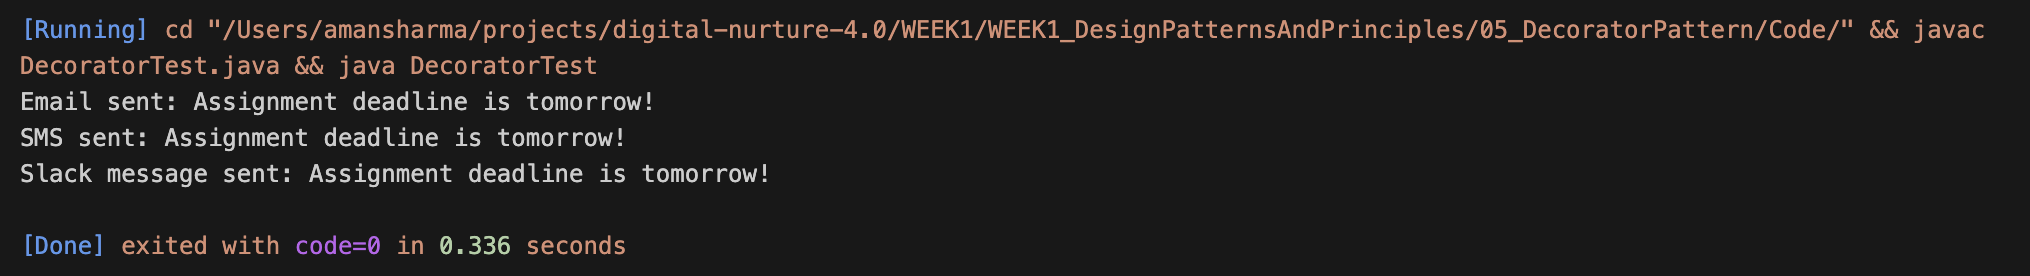 [Running] cd "/Users/amansharma/projects/digital-nurture-4.0/WEEK1/WEEK1_DesignPatternsAndPrinciples/05_DecoratorPattern/Code/" && javac
DecoratorTest.java && java DecoratorTest
Email sent: Assignment deadline is tomorrow!
SMS sent: Assignment deadline is tomorrow!
Slack message sent: Assignment deadline is tomorrow!
[Done] exited with code=0 in 0.336 seconds